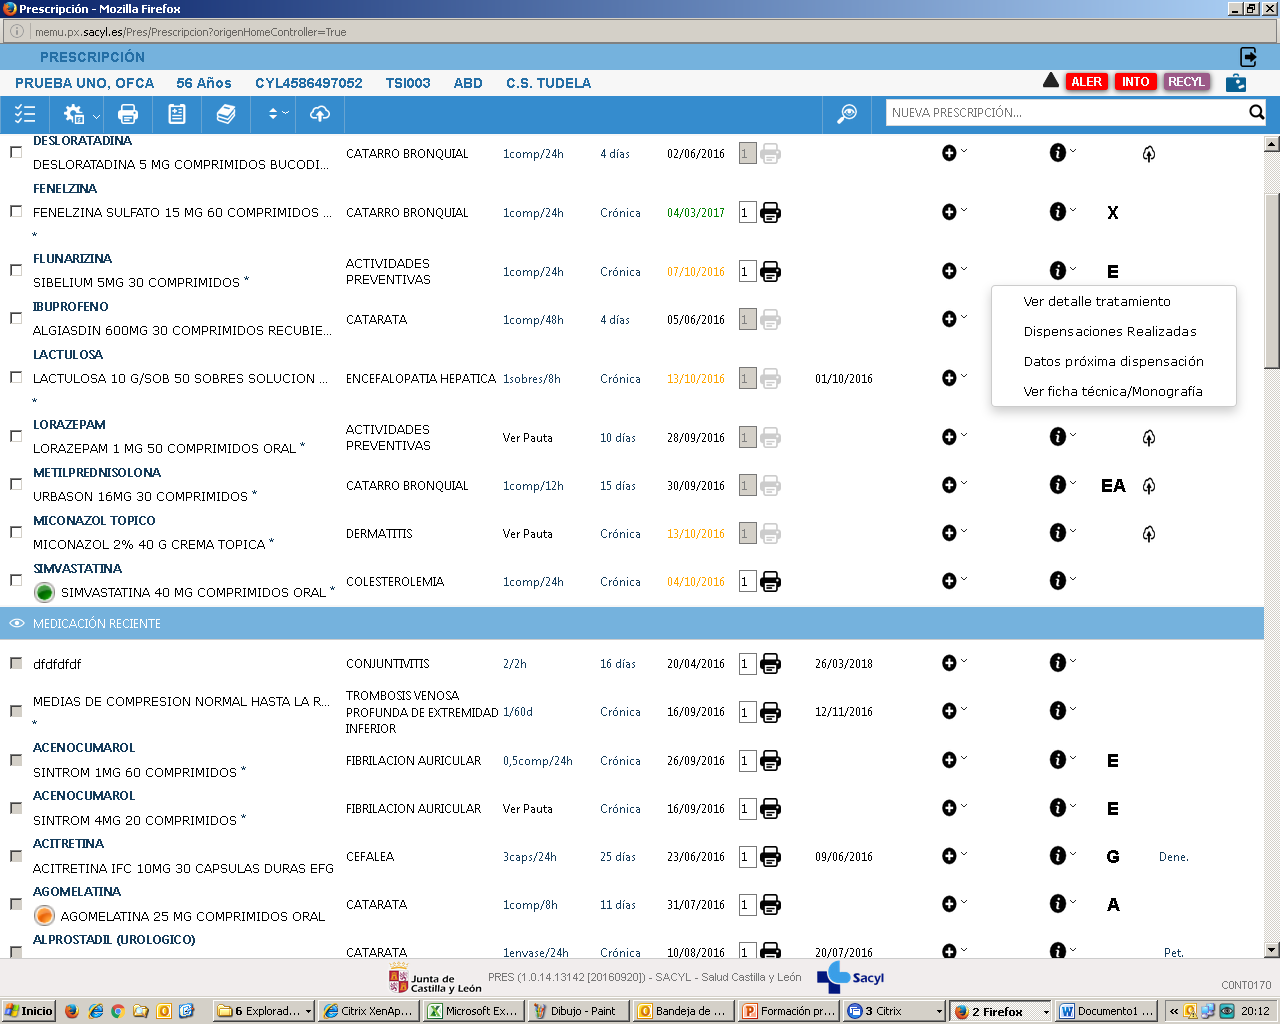 Prescripción - Mozilla Firefox
memu.px.sacyl.es/Pres/Prescripcion?origenHomeController=True
PRESCRIPCIÓN
PRUEBA UNO, OFCA 56 Años CYL4586497052 TSI003 ABD C.S. TUDELA ALER INTO RECYL
NUEVA PRESCRIPCIÓN...
DESLORATADINA
DESLORATADINA 5 MG COMPRIMIDOS BUCODI... CATARRO BRONQUIAL 1comp/24h 4 días 02/06/2016 1
FENELZINA
FENELZINA SULFATO 15 MG 60 COMPRIMIDOS ... CATARRO BRONQUIAL 1comp/24h Crónica 04/03/2017 1 X
*
FLUNARIZINA
SIBELIUM 5MG 30 COMPRIMIDOS * ACTIVIDADES PREVENTIVAS 1comp/24h Crónica 07/10/2016 1 E
IBUPROFENO
ALGIASDIN 600MG 30 COMPRIMIDOS RECUBIE... CATARATA 1comp/48h 4 días 05/06/2016 1
Ver detalle tratamiento
Dispensaciones Realizadas
Datos próxima dispensación
Ver ficha técnica/Monografía
LACTULOSA
LACTULOSA 10 G/SOB 50 SOBRES SOLUCION ... ENCEFALOPATIA HEPATICA 1sobres/8h Crónica 13/10/2016 1 01/10/2016
*
LORAZEPAM
LORAZEPAM 1 MG 50 COMPRIMIDOS ORAL * ACTIVIDADES PREVENTIVAS Ver Pauta 10 días 28/09/2016 1
METILPREDNISOLONA
URBASON 16MG 30 COMPRIMIDOS * CATARRO BRONQUIAL 1comp/12h 15 días 30/09/2016 1 EA
MICONAZOL TOPICO
MICONAZOL 2% 40 G CREMA TOPICA * DERMATITIS Ver Pauta Crónica 13/10/2016 1
SIMVASTATINA
SIMVASTATINA 40 MG COMPRIMIDOS ORAL * COLESTEROLEMIA 1comp/24h Crónica 04/10/2016 1
MEDICACIÓN RECIENTE
dfdfdfdf CONJUNTIVITIS 2/2h 16 días 20/04/2016 1 26/03/2018
MEDIAS DE COMPRESION NORMAL HASTA LA R... TROMBOSIS VENOSA PROFUNDA DE EXTREMIDAD INFERIOR 1/60d Crónica 16/09/2016 1 12/11/2016
*
ACENOCUMAROL
SINTROM 1MG 60 COMPRIMIDOS * FIBRILACION AURICULAR 0,5comp/24h Crónica 26/09/2016 1 E
ACENOCUMAROL
SINTROM 4MG 20 COMPRIMIDOS * FIBRILACION AURICULAR Ver Pauta Crónica 16/09/2016 1 E
ACITRETINA
ACITRETINA IFC 10MG 30 CAPSULAS DURAS EFG CEFALEA 3caps/24h 25 días 23/06/2016 1 09/06/2016 G Dene.
AGOMELATINA
AGOMELATINA 25 MG COMPRIMIDOS ORAL CATARATA 1comp/8h 11 días 31/07/2016 1 A
ALPROSTADIL (UROLOGICO)
CATARATA 1envase/24h Crónica 10/08/2016 1 20/07/2016 Pet.
Junta de Castilla y León PRES (1.0.14.13142 [20160920]) - SACYL - Salud Castilla y León Sacyl
C0NT0170
Inicio 6 Explorad... Citrix XenAp... Microsoft Ex... Dibujo - Paint Bandeja de ... Formación pr... 3 Citrix 2 Firefox Documento1 ... « 20:12